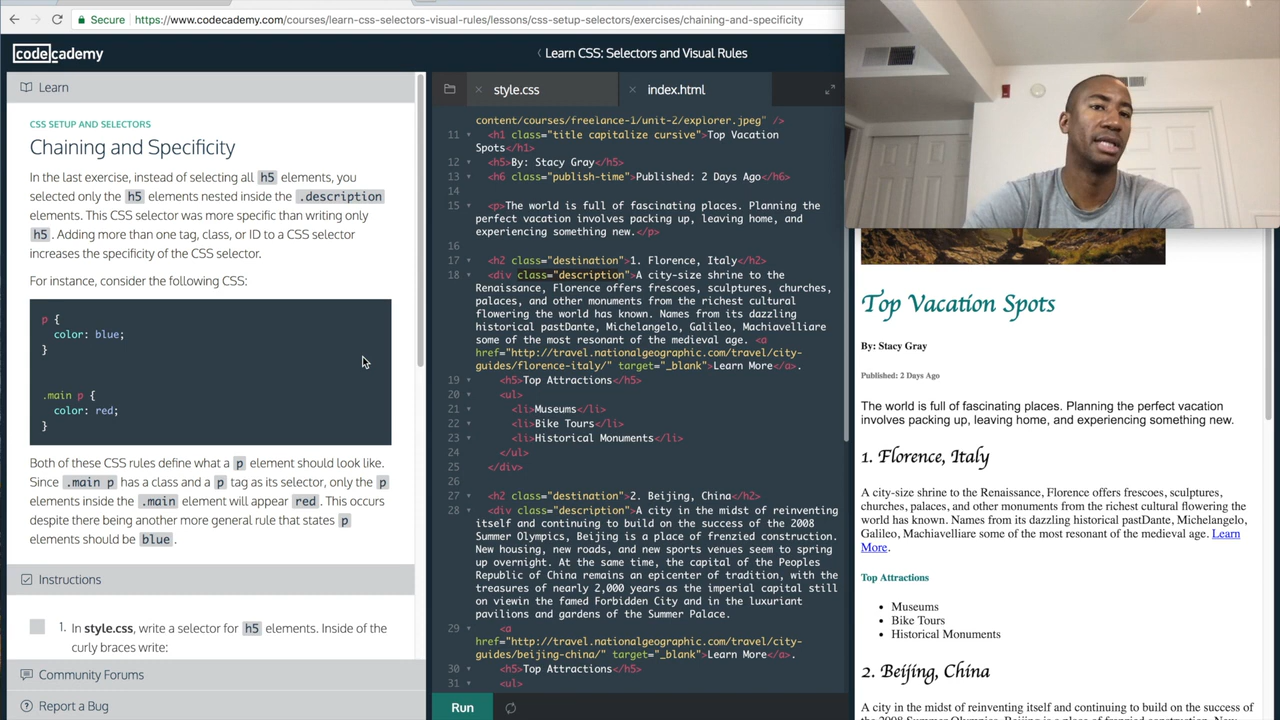 codecademy
Secure https://www.codecademy.com/courses/learn-css-selectors-visual-rules/lessons/css-setup-selectors/exercises/chaining-and-specificity
codecademy
〈 Learn CSS: Selectors and Visual Rules
Learn
CSS SETUP AND SELECTORS
Chaining and Specificity
In the last exercise, instead of selecting all h5 elements, you
selected only the h5 elements nested inside the .description
elements. This CSS selector was more specific than writing only
h5. Adding more than one tag, class, or ID to a CSS selector
increases the specificity of the CSS selector.
For instance, consider the following CSS:
p {
color: blue;
}
.main p {
color: red;
}
Both of these CSS rules define what a p element should look like.
Since .main p has a class and a p tag as its selector, only the p
elements inside the .main element will appear red. This occurs
despite there being another more general rule that states p
elements should be blue.
Instructions
1. In style.css, write a selector for h5 elements. Inside of the
curly braces write:
Community Forums
Report a Bug
style.css
index.html
content/courses/freelance-1/unit-2/explorer.jpeg" />
11 <h1 class="title capitalize cursive">Top Vacation
Spots</h1>
12 <h5>By: Stacy Gray</h5>
13 <h6 class="publish-time">Published: 2 Days Ago</h6>
14
15 <p>The world is full of fascinating places. Planning the
perfect vacation involves packing up, leaving home, and
experiencing something new.</p>
16
17 <h2 class="destination">1. Florence, Italy</h2>
18 <div class="description">A city-size shrine to the
Renaissance, Florence offers frescoes, sculptures, churches,
palaces, and other monuments from the richest cultural
flowering the world has known. Names from its dazzling
historical pastDante, Michelangelo, Galileo, Machiavelliare
some of the most resonant of the medieval age. <a
href="http://travel.nationalgeographic.com/travel/city-
guides/florence-italy/" target="_blank">Learn More</a>.
19 <h5>Top Attractions</h5>
20 <ul>
21 <li>Museums</li>
22 <li>Bike Tours</li>
23 <li>Historical Monuments</li>
24 </ul>
25 </div>
26
27 <h2 class="destination">2. Beijing, China</h2>
28 <div class="description">A city in the midst of reinventing
itself and continuing to build on the success of the 2008
Summer Olympics, Beijing is a place of frenzied construction.
New housing, new roads, and new sports venues seem to spring
up overnight. At the same time, the capital of the Peoples
Republic of China remains an epicenter of tradition, with the
treasures of nearly 2,000 years as the imperial capital still
on viewin the famed Forbidden City and in the luxuriant
pavilions and gardens of the Summer Palace.
29 <a
href="http://travel.nationalgeographic.com/travel/city-
guides/beijing-china/" target="_blank">Learn More</a>.
30 <h5>Top Attractions</h5>
31 <ul>
Run
Top Vacation Spots
By: Stacy Gray
Published: 2 Days Ago
The world is full of fascinating places. Planning the perfect vacation
involves packing up, leaving home, and experiencing something new.
1. Florence, Italy
A city-size shrine to the Renaissance, Florence offers frescoes, sculptures,
churches, palaces, and other monuments from the richest cultural flowering the
world has known. Names from its dazzling historical pastDante, Michelangelo,
Galileo, Machiavelliare some of the most resonant of the medieval age. Learn
More.
Top Attractions
• Museums
• Bike Tours
• Historical Monuments
2. Beijing, China
A city in the midst of reinventing itself and continuing to build on the success of